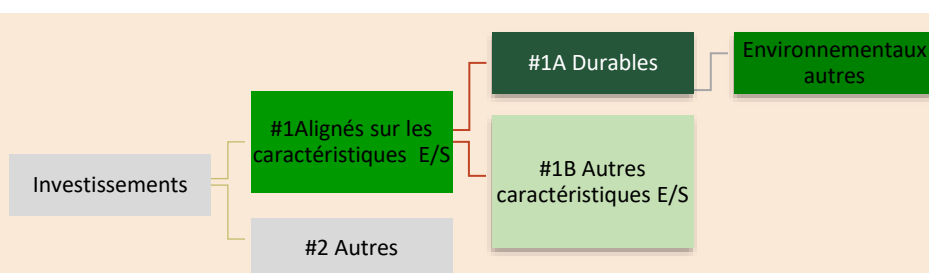 Investissements
#1Alignés sur les
caractéristiques E/S
#2 Autres
#1A Durables
#1B Autres
caractéristiques E/S
Environnementaux
autres